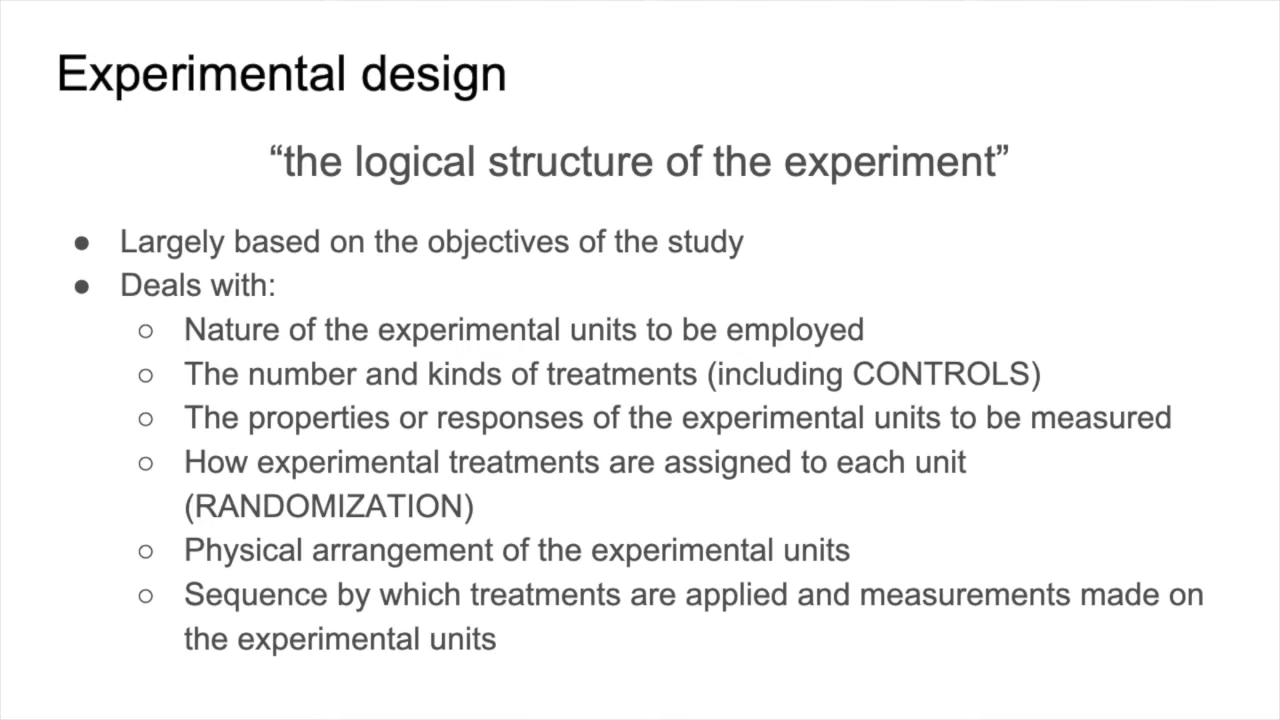 Experimental design
“the logical structure of the experiment”
● Largely based on the objectives of the study
● Deals with:
○ Nature of the experimental units to be employed
○ The number and kinds of treatments (including CONTROLS)
○ The properties or responses of the experimental units to be measured
○ How experimental treatments are assigned to each unit
(RANDOMIZATION)
○ Physical arrangement of the experimental units
○ Sequence by which treatments are applied and measurements made on
the experimental units